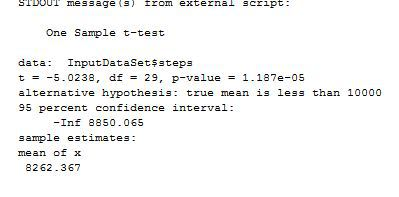 STDOUT message(s) from external script:
One Sample t-test
data:  InputDataSet$steps
t = -5.0238, df = 29, p-value = 1.187e-05
alternative hypothesis: true mean is less than 10000
95 percent confidence interval:
-Inf 8850.065
sample estimates:
mean of x
8262.367